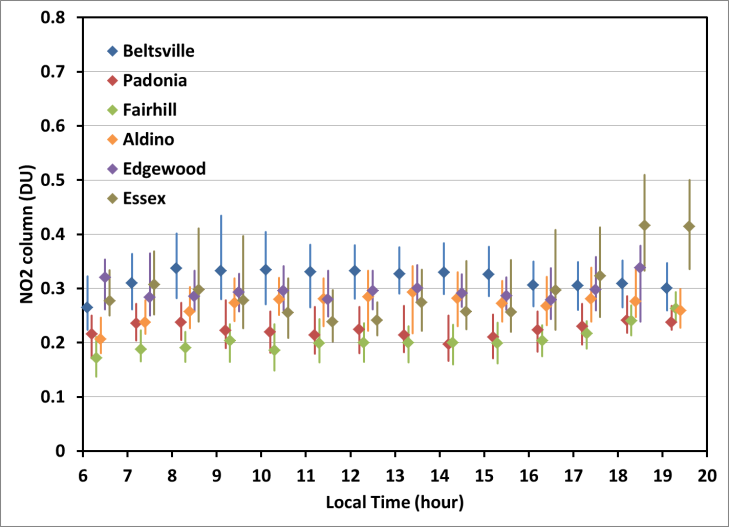 0.8
0.7
0.6
0.5
0.4
0.3
0.2
0.1
0
NO2 column (DU)
Beltsville
Padonia
Fairhill
Aldino
Edgewood
Essex
6 7 8 9 10 11 12 13 14 15 16 17 18 19 20
Local Time (hour)